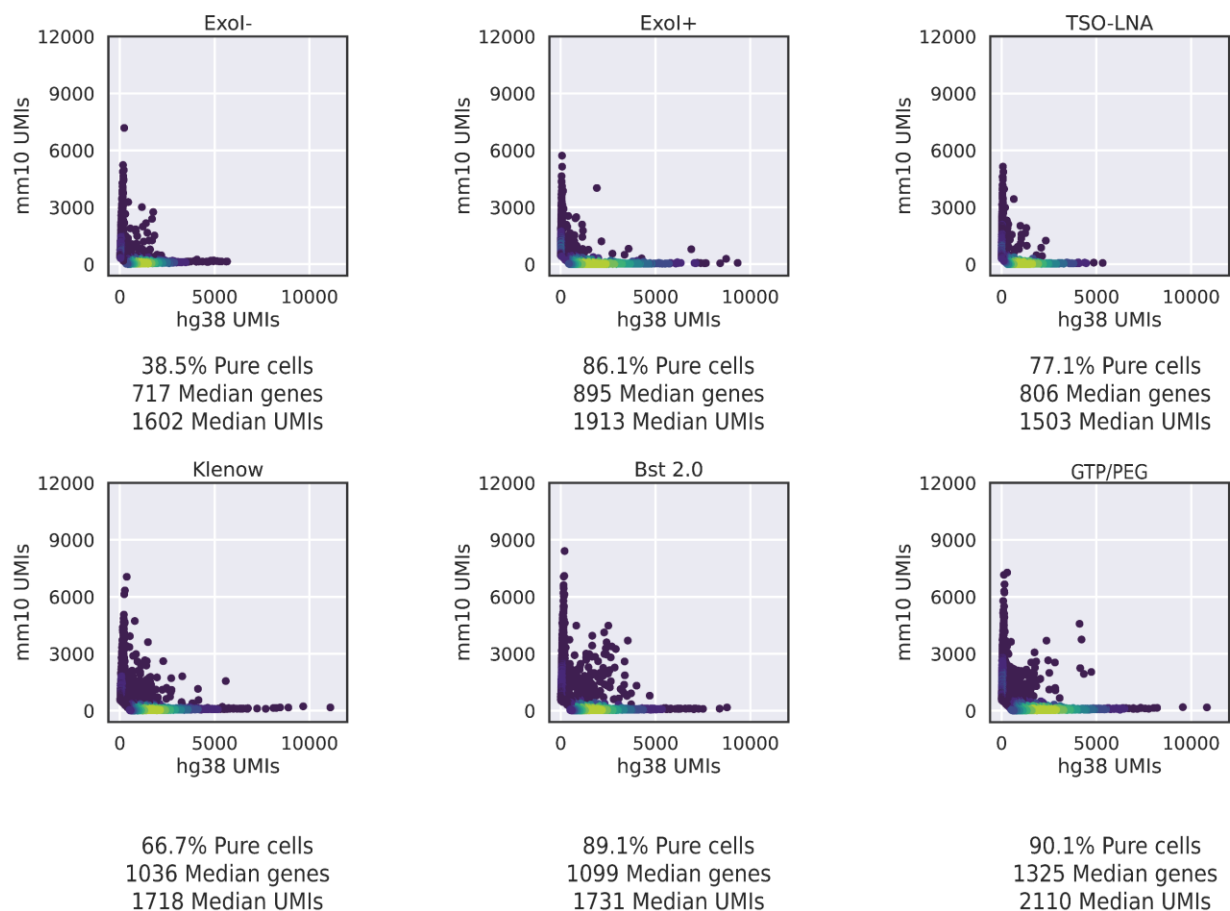 ExoI-
12000
9000
6000
3000
0
mm10 UMIs
0 5000 10000
hg38 UMIs
38.5% Pure cells
717 Median genes
1602 Median UMIs
ExoI+
12000
9000
6000
3000
0
mm10 UMIs
0 5000 10000
hg38 UMIs
86.1% Pure cells
895 Median genes
1913 Median UMIs
TSO-LNA
12000
9000
6000
3000
0
mm10 UMIs
0 5000 10000
hg38 UMIs
77.1% Pure cells
806 Median genes
1503 Median UMIs
Klenow
12000
9000
6000
3000
0
mm10 UMIs
0 5000 10000
hg38 UMIs
66.7% Pure cells
1036 Median genes
1718 Median UMIs
Bst 2.0
12000
9000
6000
3000
0
mm10 UMIs
0 5000 10000
hg38 UMIs
89.1% Pure cells
1099 Median genes
1731 Median UMIs
GTP/PEG
12000
9000
6000
3000
0
mm10 UMIs
0 5000 10000
hg38 UMIs
90.1% Pure cells
1325 Median genes
2110 Median UMIs